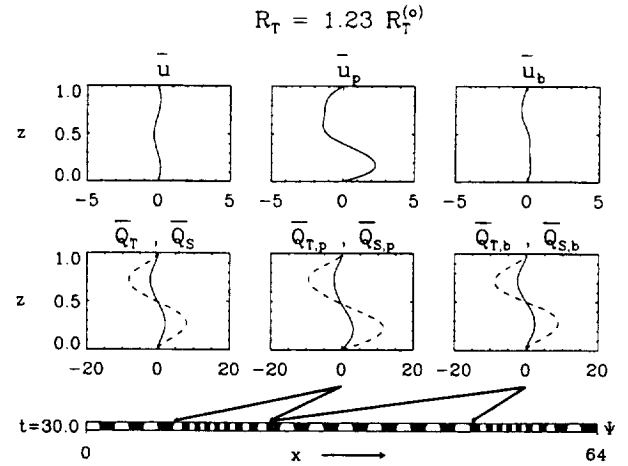 R_T = 1.23 R_T^(o)
ū ū_p ū_b
1.0
z 0.5
0.0
-5 0 5 -5 0 5 -5 0 5
Q̄_T , Q̄_S Q̄_T,p , Q̄_S,p Q̄_T,b , Q̄_S,b
1.0
z 0.5
0.0
-20 0 20 -20 0 20 -20 0 20
t=30.0 Ψ
0 x 64